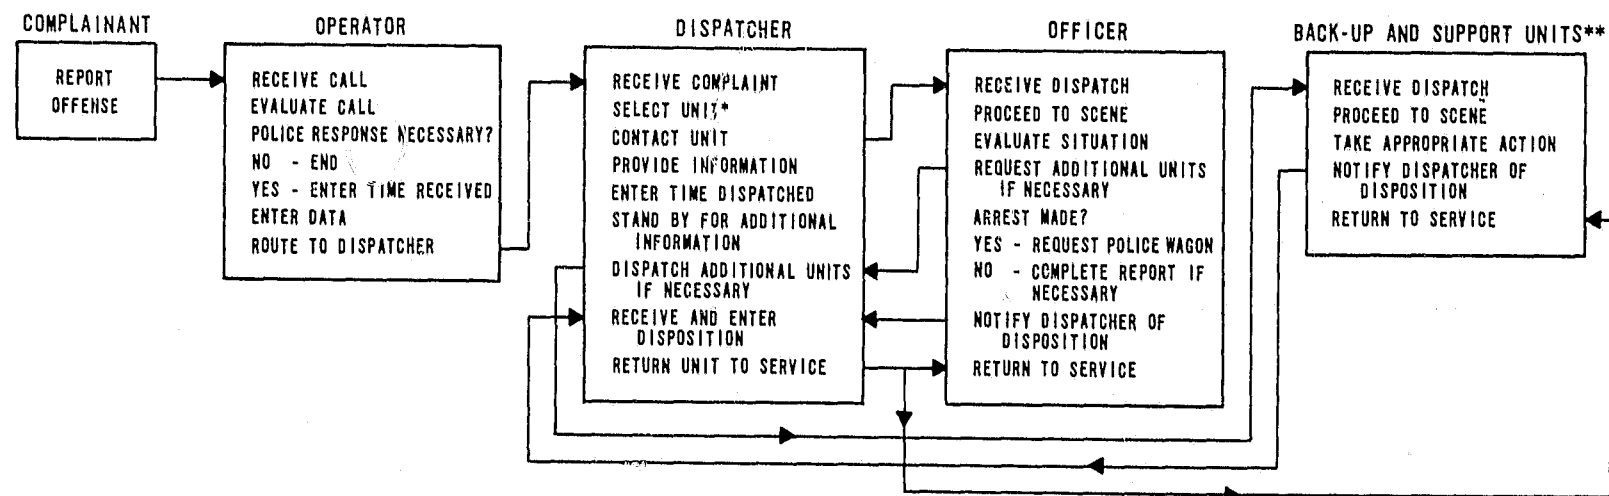 COMPLAINANT
REPORT
OFFENSE
OPERATOR
RECEIVE CALL
EVALUATE CALL
POLICE RESPONSE NECESSARY?
NO - END
YES - ENTER TIME RECEIVED
ENTER DATA
ROUTE TO DISPATCHER
DISPATCHER
RECEIVE COMPLAINT
SELECT UNIT*
CONTACT UNIT
PROVIDE INFORMATION
ENTER TIME DISPATCHED
STAND BY FOR ADDITIONAL
INFORMATION
DISPATCH ADDITIONAL UNITS
IF NECESSARY
RECEIVE AND ENTER
DISPOSITION
RETURN UNIT TO SERVICE
OFFICER
RECEIVE DISPATCH
PROCEED TO SCENE
EVALUATE SITUATION
REQUEST ADDITIONAL UNITS
IF NECESSARY
ARREST MADE?
YES - REQUEST POLICE WAGON
NO - COMPLETE REPORT IF
NECESSARY
NOTIFY DISPATCHER OF
DISPOSITION
RETURN TO SERVICE
BACK-UP AND SUPPORT UNITS**
RECEIVE DISPATCH
PROCEED TO SCENE
TAKE APPROPRIATE ACTION
NOTIFY DISPATCHER OF
DISPOSITION
RETURN TO SERVICE